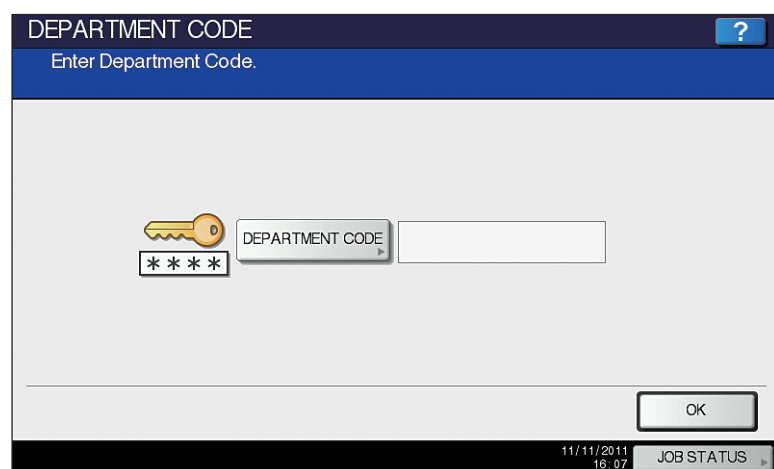 DEPARTMENT CODE
?
Enter Department Code.
DEPARTMENT CODE
****
OK
11/11/2011
16:07
JOB STATUS